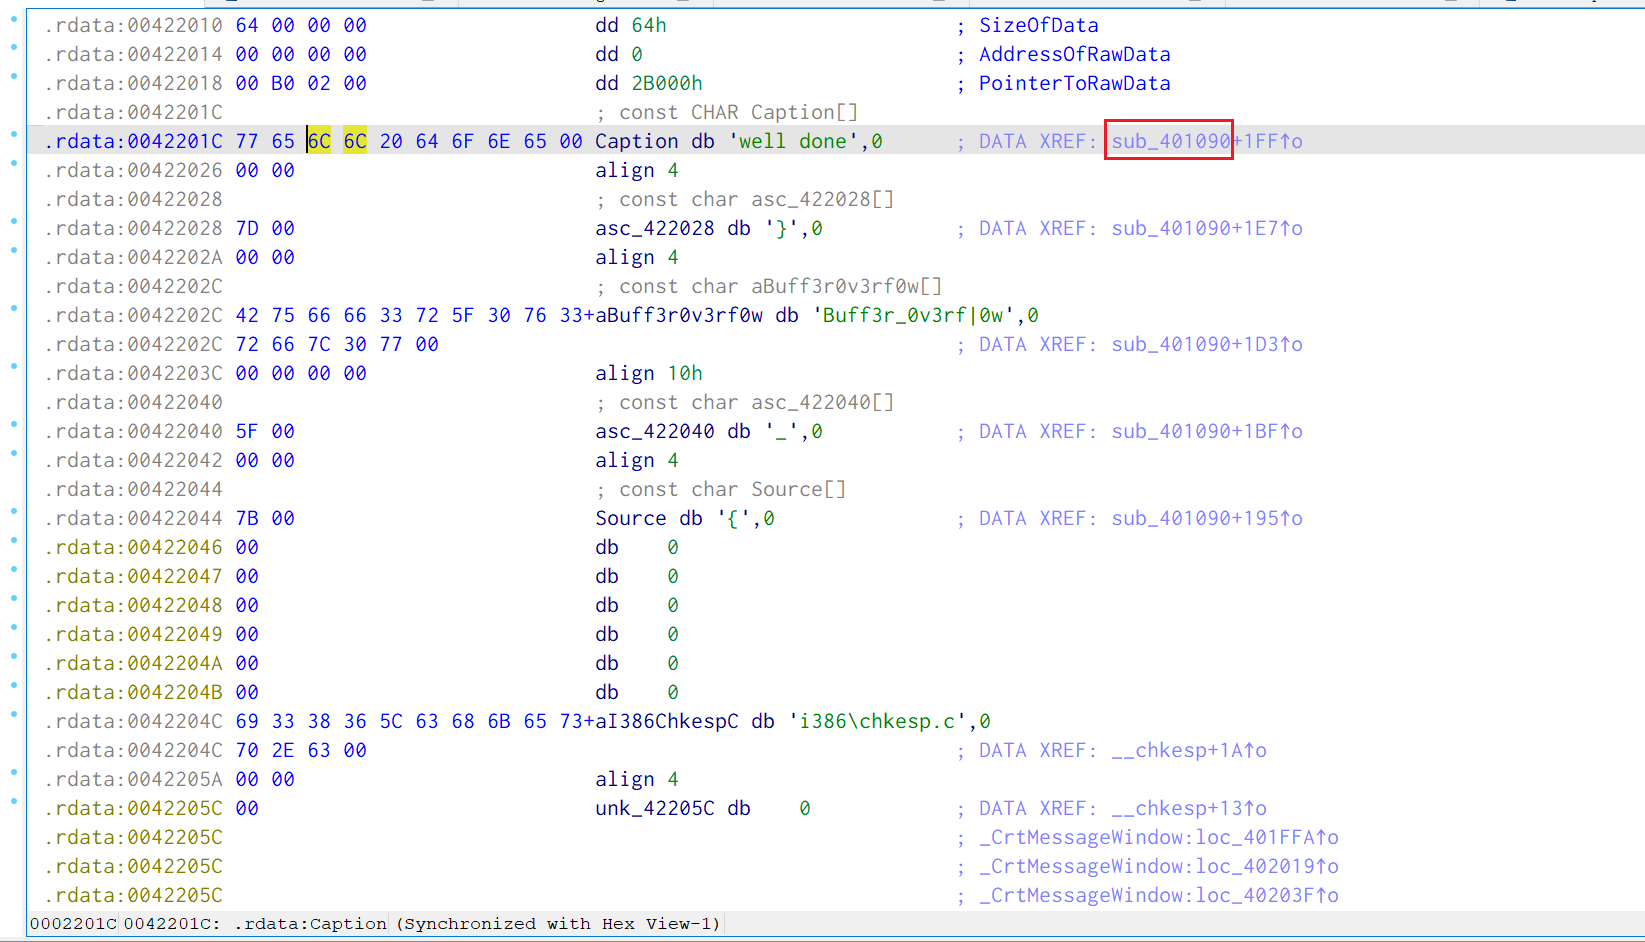 .rdata:00422010 64 00 00 00 dd 64h ; SizeOfData
.rdata:00422014 00 00 00 00 dd 0 ; AddressOfRawData
.rdata:00422018 00 B0 02 00 dd 2B000h ; PointerToRawData
.rdata:0042201C ; const CHAR Caption[]
.rdata:0042201C 77 65 6C 6C 20 64 6F 6E 65 00 Caption db 'well done',0 ; DATA XREF: sub_401090+1FF↑o
.rdata:00422026 00 00 align 4
.rdata:00422028 ; const char asc_422028[]
.rdata:00422028 7D 00 asc_422028 db '}',0 ; DATA XREF: sub_401090+1E7↑o
.rdata:0042202A 00 00 align 4
.rdata:0042202C ; const char aBuff3r0v3rf0w[]
.rdata:0042202C 42 75 66 66 33 72 5F 30 76 33+aBuff3r0v3rf0w db 'Buff3r_0v3rf|0w',0
.rdata:0042202C 72 66 7C 30 77 00 ; DATA XREF: sub_401090+1D3↑o
.rdata:0042203C 00 00 00 00 align 10h
.rdata:00422040 ; const char asc_422040[]
.rdata:00422040 5F 00 asc_422040 db '_',0 ; DATA XREF: sub_401090+1BF↑o
.rdata:00422042 00 00 align 4
.rdata:00422044 ; const char Source[]
.rdata:00422044 7B 00 Source db '{',0 ; DATA XREF: sub_401090+195↑o
.rdata:00422046 00 db 0
.rdata:00422047 00 db 0
.rdata:00422048 00 db 0
.rdata:00422049 00 db 0
.rdata:0042204A 00 db 0
.rdata:0042204B 00 db 0
.rdata:0042204C 69 33 38 36 5C 63 68 6B 65 73+aI386ChkespC db 'i386\chkesp.c',0
.rdata:0042204C 70 2E 63 00 ; DATA XREF: __chkesp+1A↑o
.rdata:0042205A 00 00 align 4
.rdata:0042205C 00 unk_42205C db 0 ; DATA XREF: __chkesp+13↑o
.rdata:0042205C ; _CrtMessageWindow:loc_401FFA↑o
.rdata:0042205C ; _CrtMessageWindow:loc_402019↑o
.rdata:0042205C ; _CrtMessageWindow:loc_40203F↑o
0002201C 0042201C: .rdata:Caption (Synchronized with Hex View-1)